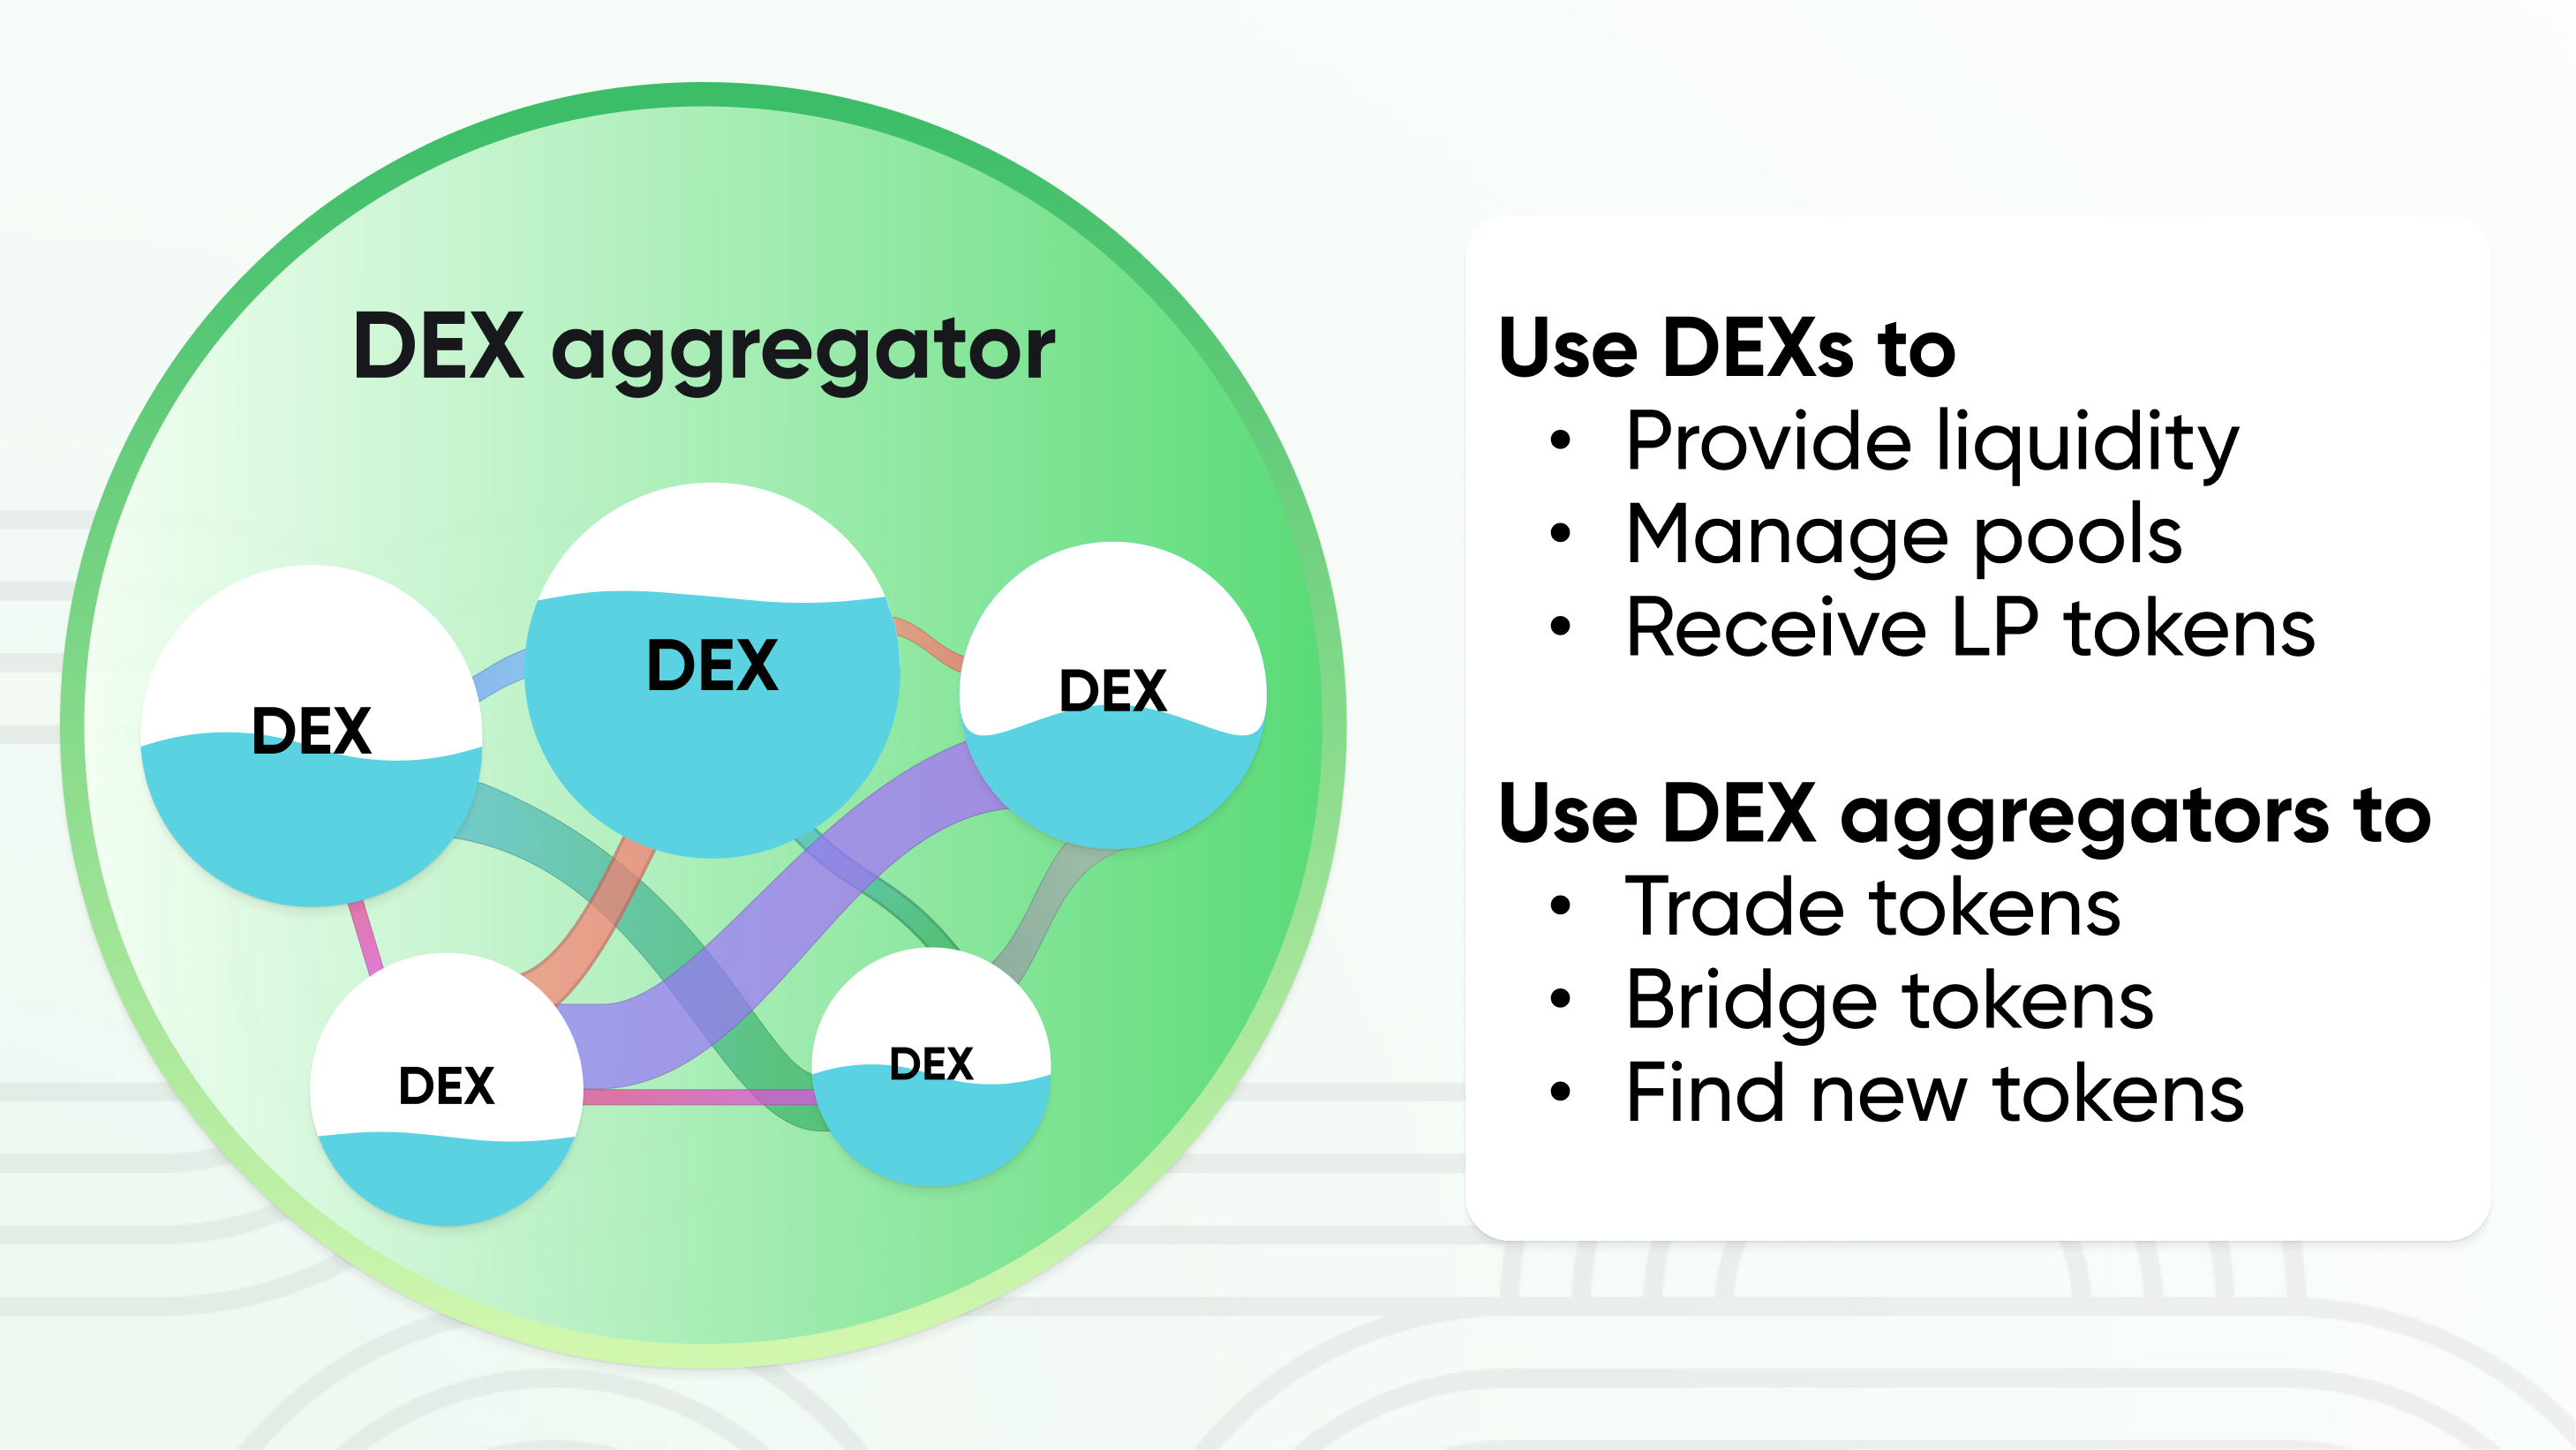 DEX aggregator
DEX
DEX
DEX
DEX
DEX
Use DEXs to
• Provide liquidity
• Manage pools
• Receive LP tokens
Use DEX aggregators to
• Trade tokens
• Bridge tokens
• Find new tokens